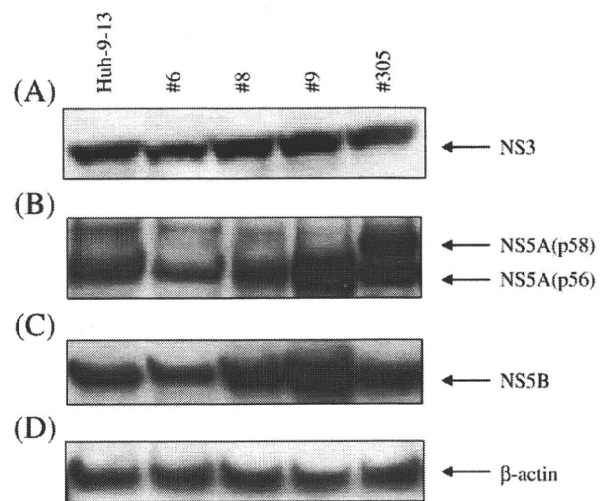 Huh-9-13
#6
#8
#9
#305
(A)
NS3
(B)
NS5A(p58)
NS5A(p56)
(C)
NS5B
(D)
β-actin